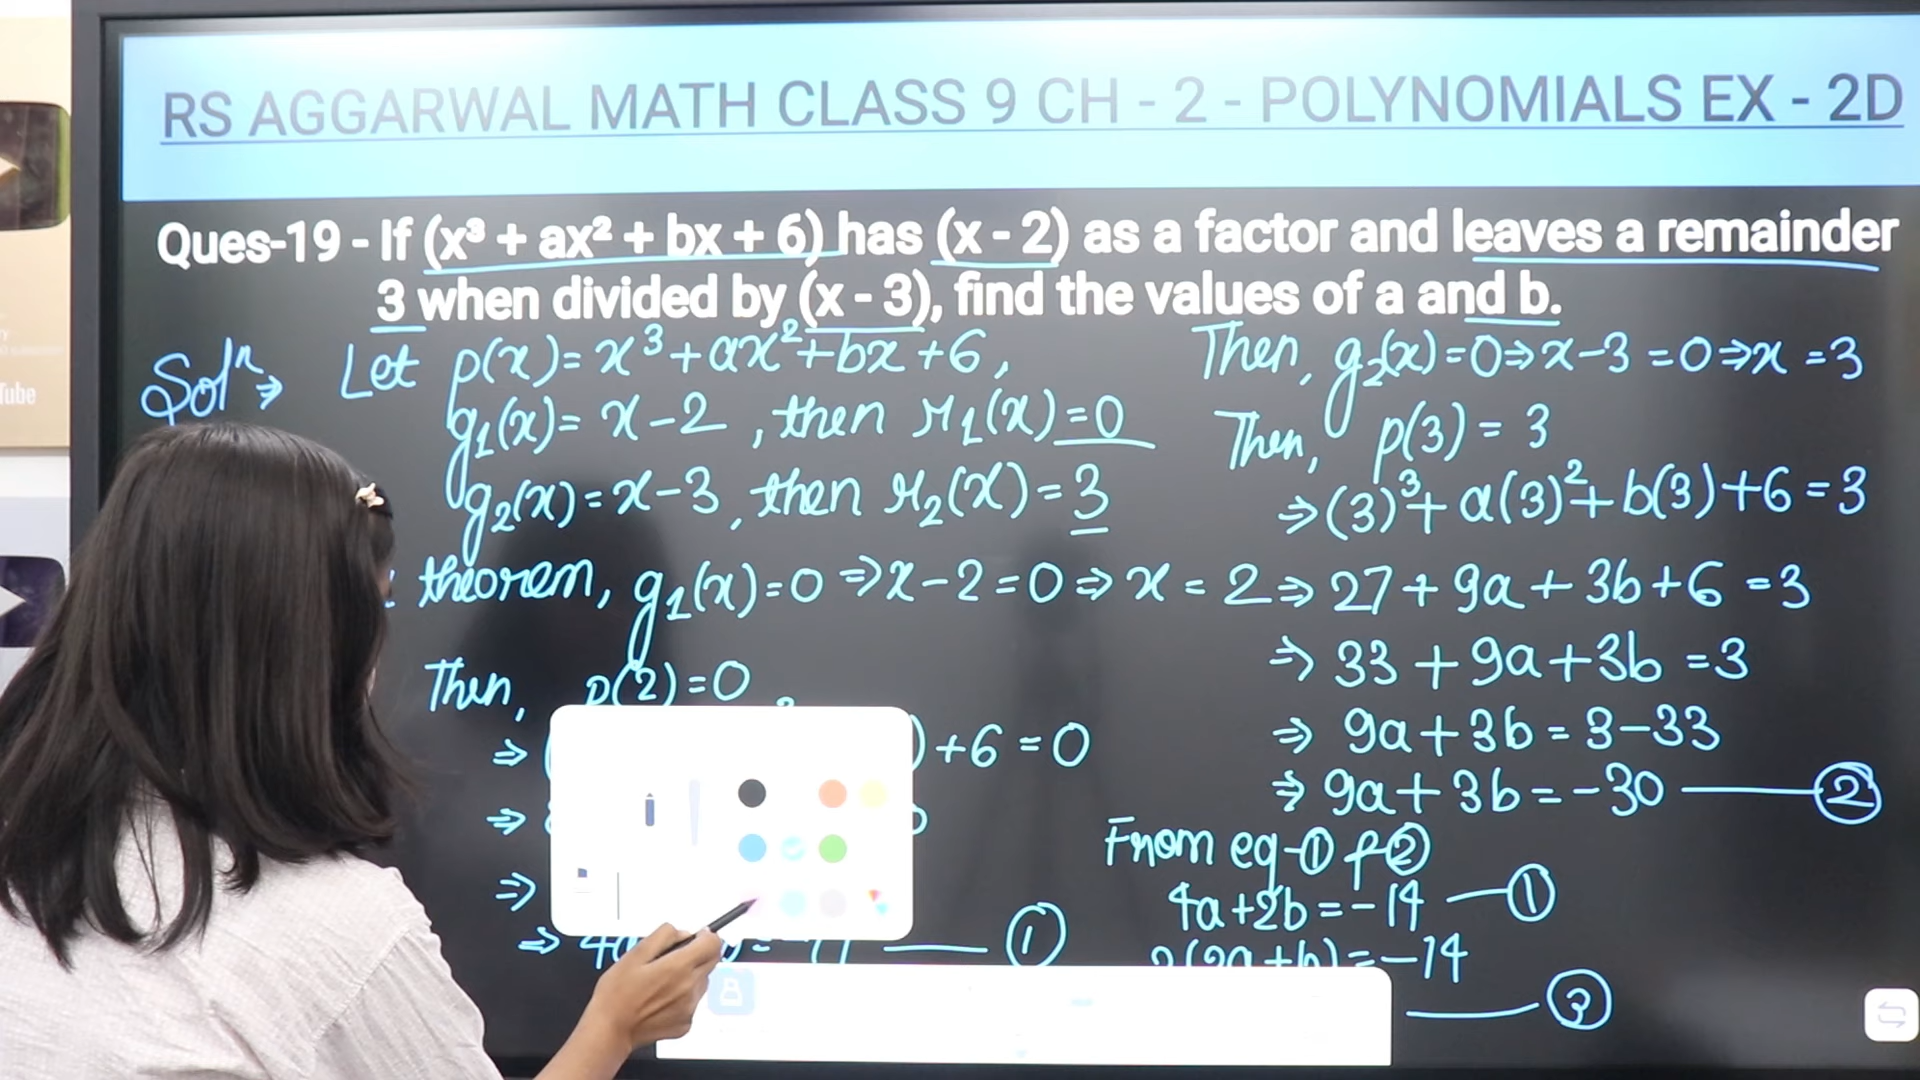 RS AGGARWAL MATH CLASS 9 CH - 2 - POLYNOMIALS EX - 2D
Ques-19 - If (x³ + ax² + bx + 6) has (x - 2) as a factor and leaves a remainder
3 when divided by (x - 3), find the values of a and b.
Solⁿ ⇒ Let p(x) = x³ + ax² + bx + 6,
g₁(x) = x - 2, then r₁(x) = 0
g₂(x) = x - 3, then r₂(x) = 3
theorem, g₁(x) = 0 ⇒ x - 2 = 0 ⇒ x = 2
Then, p(2) = 0
⇒ ) + 6 = 0
⇒
⇒
⇒ ①
Then, g₂(x) = 0 ⇒ x - 3 = 0 ⇒ x = 3
Then, p(3) = 3
⇒ (3)³ + a(3)² + b(3) + 6 = 3
⇒ 27 + 9a + 3b + 6 = 3
⇒ 33 + 9a + 3b = 3
⇒ 9a + 3b = 3 - 33
⇒ 9a + 3b = -30 — ②
From eq-① & ②
4a + 2b = -14 — ①
2(2a + b) = -14
— ③
Tube